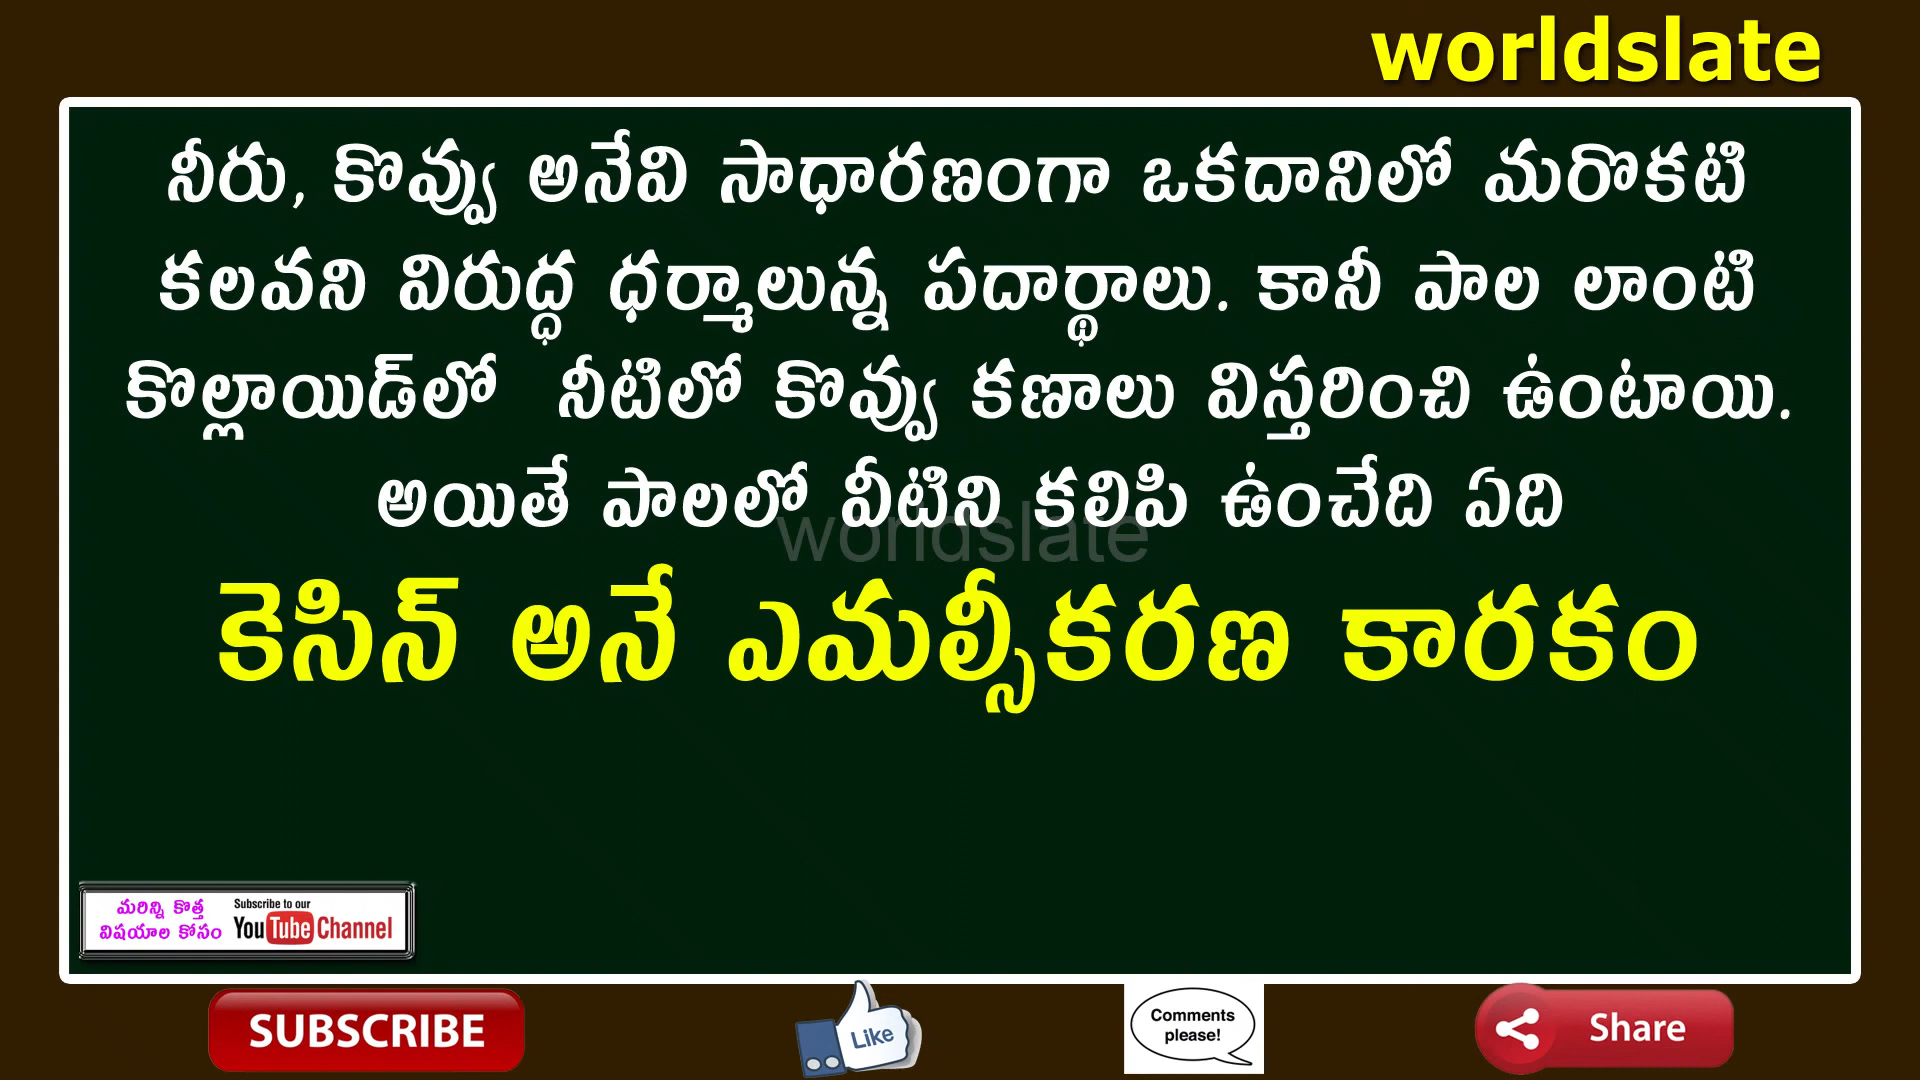 worldslate
నీరు, కొవ్వు అనేవి సాధారణంగా ఒకదానిలో మరొకటి
కలవని విరుద్ధ ధర్మాలున్న పదార్థాలు. కానీ పాల లాంటి
కొల్లాయిడ్‌లో నీటిలో కొవ్వు కణాలు విస్తరించి ఉంటాయి.
అయితే పాలలో వీటిని కలిపి ఉంచేది ఏది
worldslate
కెసిన్ అనే ఎమల్సీకరణ కారకం
మరిన్ని కొత్త
విషయాల కోసం
Subscribe to our
YouTube Channel
SUBSCRIBE
Like
Comments
please!
Share